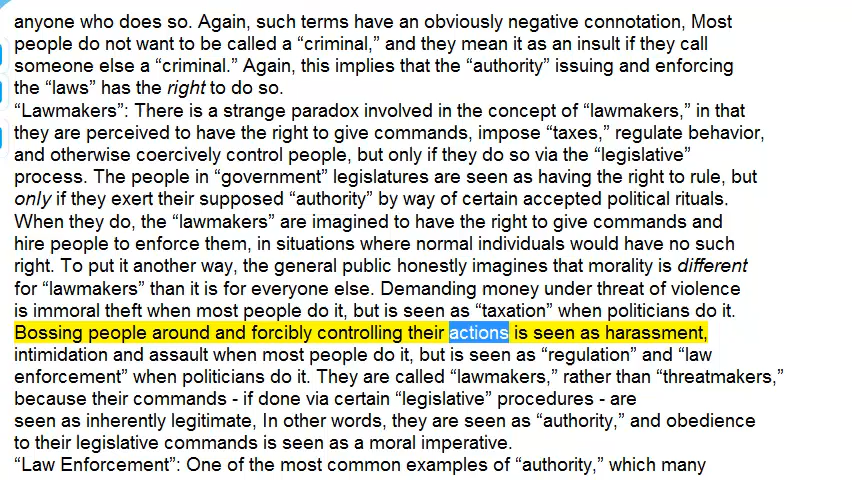 anyone who does so. Again, such terms have an obviously negative connotation, Most
people do not want to be called a “criminal,” and they mean it as an insult if they call
someone else a “criminal.” Again, this implies that the “authority” issuing and enforcing
the “laws” has the right to do so.
“Lawmakers”: There is a strange paradox involved in the concept of “lawmakers,” in that
they are perceived to have the right to give commands, impose “taxes,” regulate behavior,
and otherwise coercively control people, but only if they do so via the “legislative”
process. The people in “government” legislatures are seen as having the right to rule, but
only if they exert their supposed “authority” by way of certain accepted political rituals.
When they do, the “lawmakers” are imagined to have the right to give commands and
hire people to enforce them, in situations where normal individuals would have no such
right. To put it another way, the general public honestly imagines that morality is different
for “lawmakers” than it is for everyone else. Demanding money under threat of violence
is immoral theft when most people do it, but is seen as “taxation” when politicians do it.
Bossing people around and forcibly controlling their actions is seen as harassment,
intimidation and assault when most people do it, but is seen as “regulation” and “law
enforcement” when politicians do it. They are called “lawmakers,” rather than “threatmakers,”
because their commands - if done via certain “legislative” procedures - are
seen as inherently legitimate, In other words, they are seen as “authority,” and obedience
to their legislative commands is seen as a moral imperative.
“Law Enforcement”: One of the most common examples of “authority,” which many